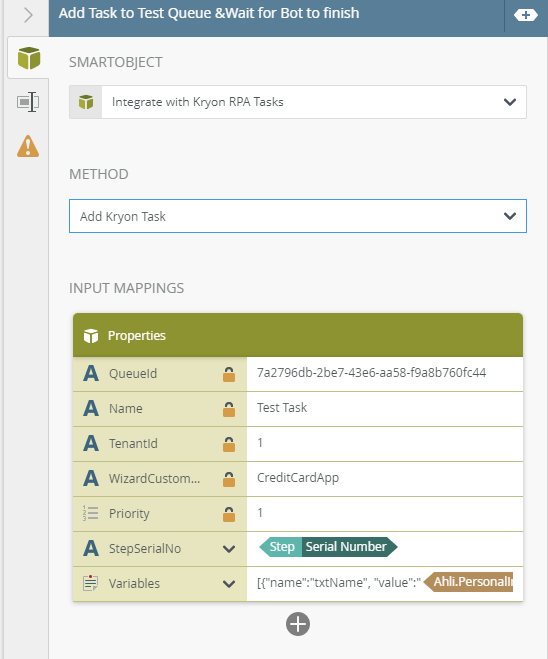 Add Task to Test Queue &Wait for Bot to finish
SMARTOBJECT
Integrate with Kryon RPA Tasks
METHOD
Add Kryon Task
INPUT MAPPINGS
Properties
A QueueId 7a2796db-2be7-43e6-aa58-f9a8b760fc44
A Name Test Task
A TenantId 1
A WizardCustom... CreditCardApp
Priority 1
A StepSerialNo Step Serial Number
Variables [{"name":"txtName", "value":" Ahli.PersonalIn